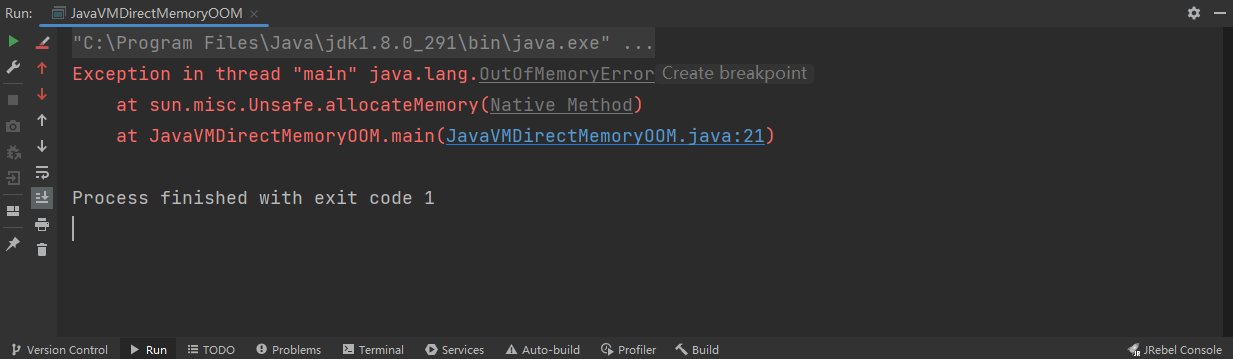 Run: JavaVMDirectMemoryOOM
"C:\Program Files\Java\jdk1.8.0_291\bin\java.exe" ...
Exception in thread "main" java.lang.OutOfMemoryError Create breakpoint
at sun.misc.Unsafe.allocateMemory(Native Method)
at JavaVMDirectMemoryOOM.main(JavaVMDirectMemoryOOM.java:21)
Process finished with exit code 1
Version Control Run TODO Problems Terminal Services Auto-build Profiler Build JRebel Console